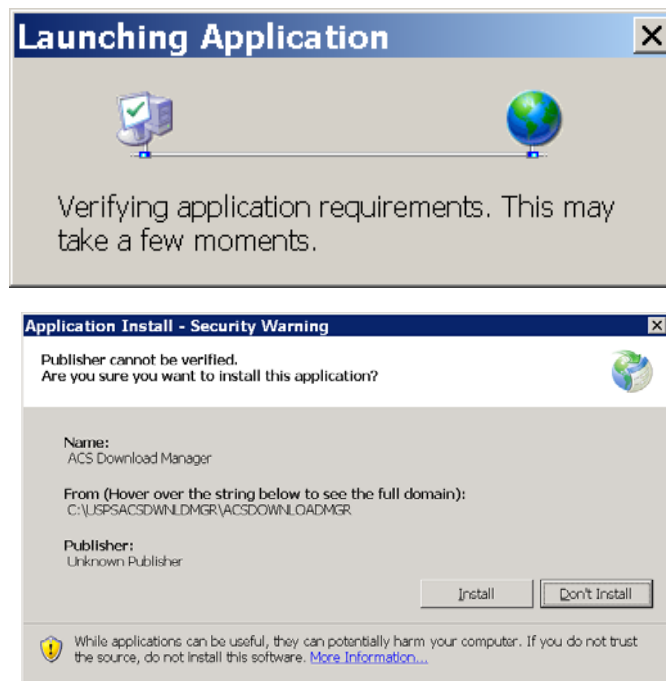 Launching Application
Verifying application requirements. This may
take a few moments.
Application Install - Security Warning
Publisher cannot be verified.
Are you sure you want to install this application?
Name:
ACS Download Manager
From (Hover over the string below to see the full domain):
C:\USPSACSDWNLDMGR\ACSDOWNLOADMGR
Publisher:
Unknown Publisher
Install
Don't Install
While applications can be useful, they can potentially harm your computer. If you do not trust
the source, do not install this software. More Information...